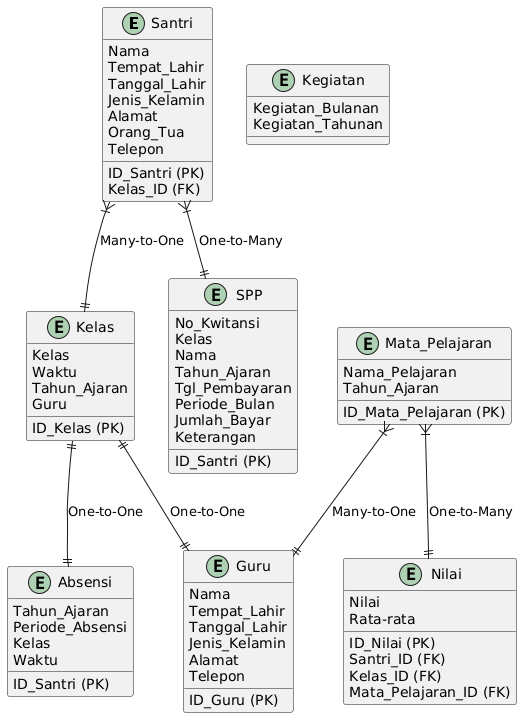 E Santri
Nama
Tempat_Lahir
Tanggal_Lahir
Jenis_Kelamin
Alamat
Orang_Tua
Telepon
ID_Santri (PK)
Kelas_ID (FK)
E Kegiatan
Kegiatan_Bulanan
Kegiatan_Tahunan
Many-to-One
One-to-Many
E Kelas
Kelas
Waktu
Tahun_Ajaran
Guru
ID_Kelas (PK)
E SPP
No_Kwitansi
Kelas
Nama
Tahun_Ajaran
Tgl_Pembayaran
Periode_Bulan
Jumlah_Bayar
Keterangan
ID_Santri (PK)
E Mata_Pelajaran
Nama_Pelajaran
Tahun_Ajaran
ID_Mata_Pelajaran (PK)
One-to-One
One-to-One
Many-to-One
One-to-Many
E Absensi
Tahun_Ajaran
Periode_Absensi
Kelas
Waktu
ID_Santri (PK)
E Guru
Nama
Tempat_Lahir
Tanggal_Lahir
Jenis_Kelamin
Alamat
Telepon
ID_Guru (PK)
E Nilai
Nilai
Rata-rata
ID_Nilai (PK)
Santri_ID (FK)
Kelas_ID (FK)
Mata_Pelajaran_ID (FK)